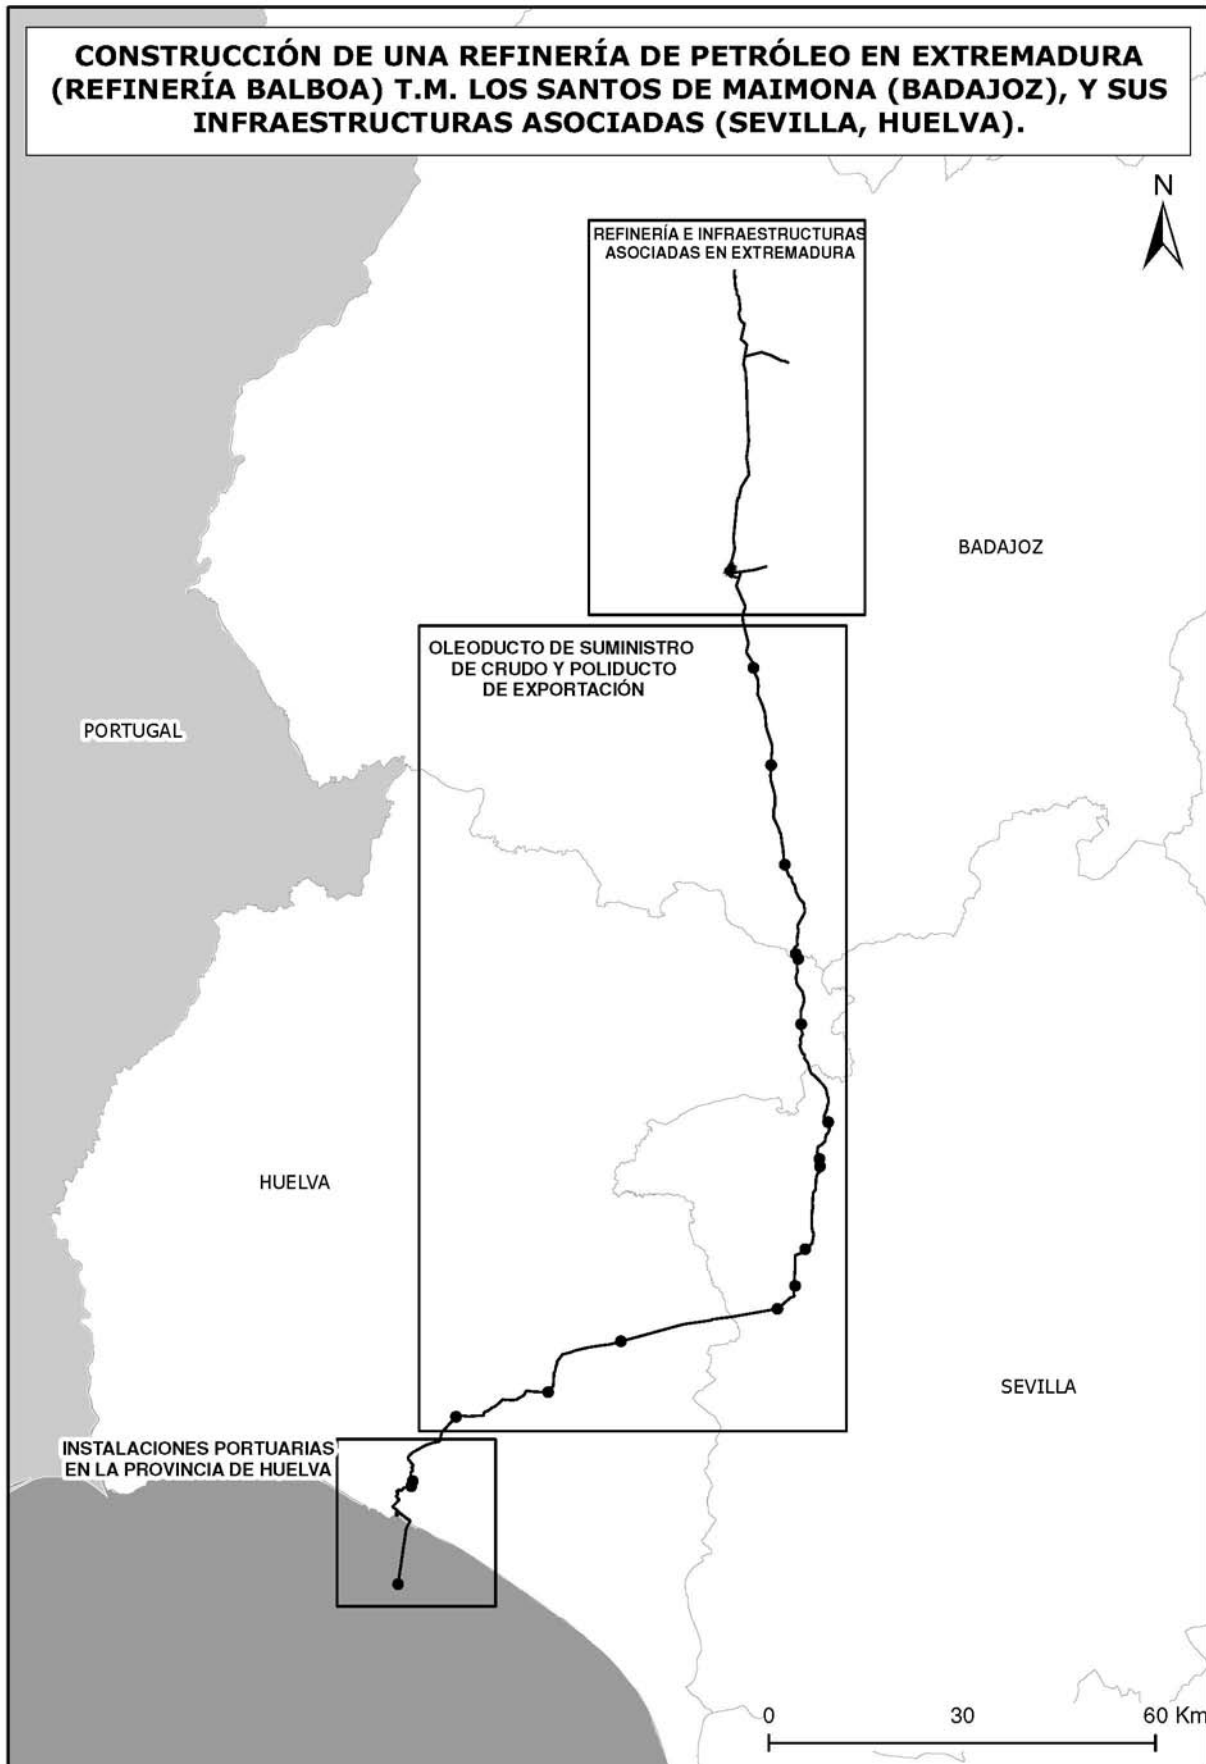 CONSTRUCCIÓN DE UNA REFINERÍA DE PETRÓLEO EN EXTREMADURA
(REFINERÍA BALBOA) T.M. LOS SANTOS DE MAIMONA (BADAJOZ), Y SUS
INFRAESTRUCTURAS ASOCIADAS (SEVILLA, HUELVA).
N
REFINERÍA E INFRAESTRUCTURAS
ASOCIADAS EN EXTREMADURA
BADAJOZ
OLEODUCTO DE SUMINISTRO
DE CRUDO Y POLIDUCTO
DE EXPORTACIÓN
PORTUGAL
HUELVA
SEVILLA
INSTALACIONES PORTUARIAS
EN LA PROVINCIA DE HUELVA
0 30 60 Km